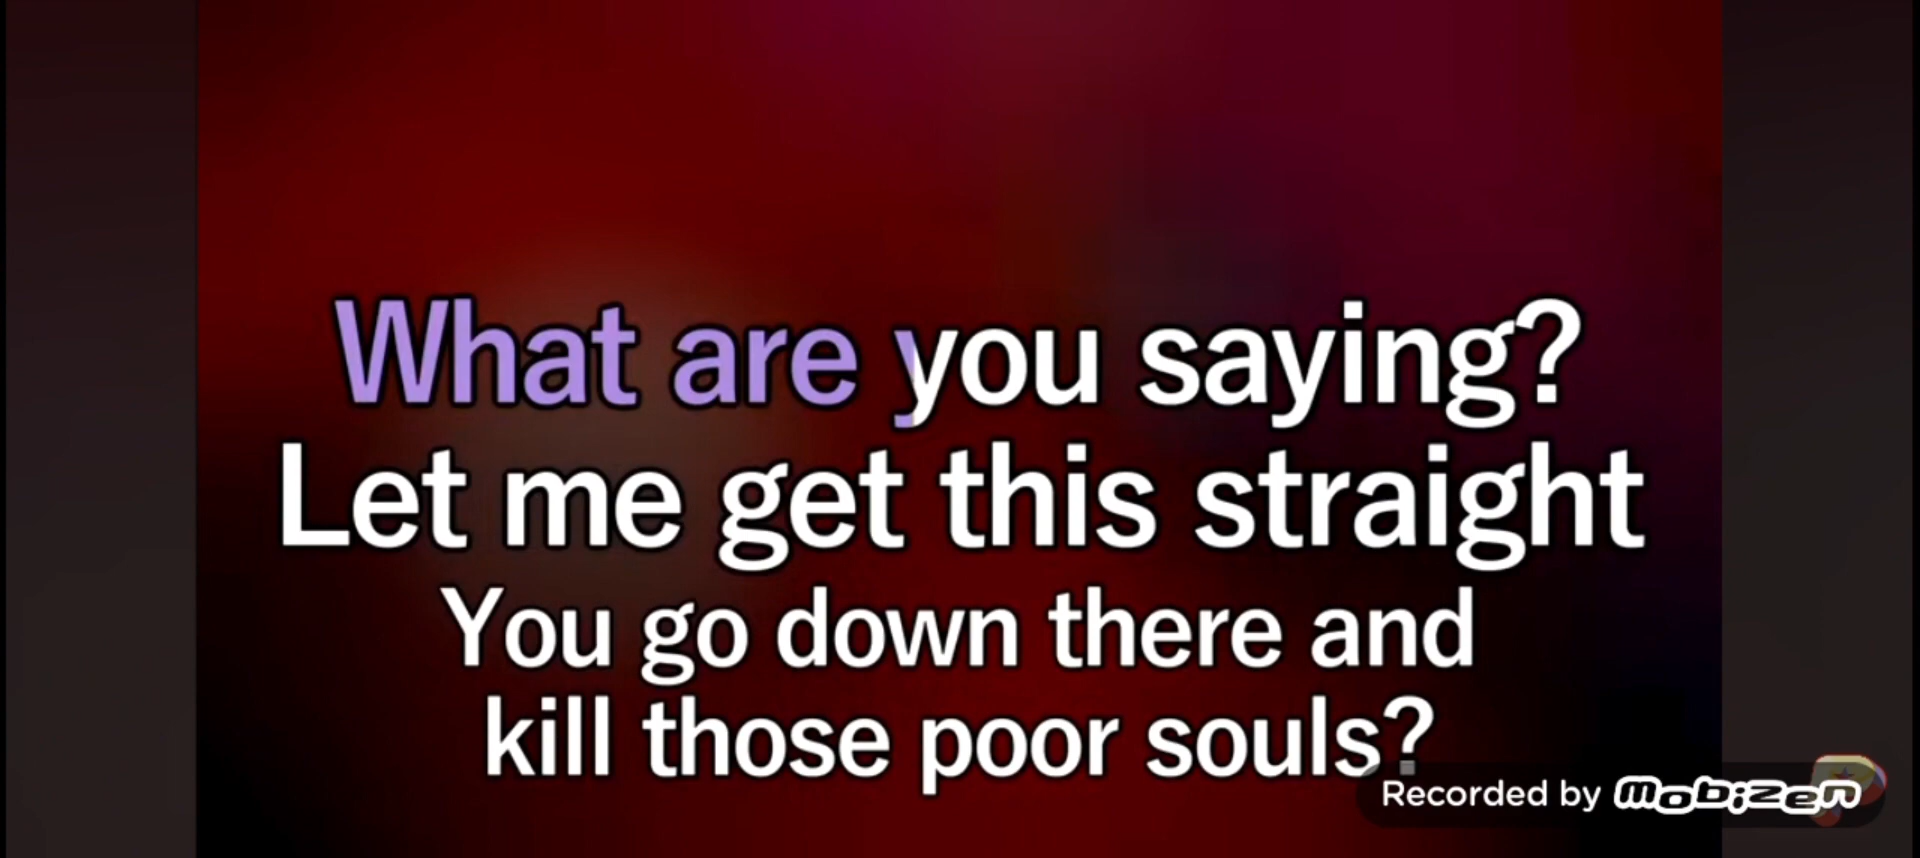 What are you saying?
Let me get this straight
You go down there and
kill those poor souls?
Recorded by Mobizen